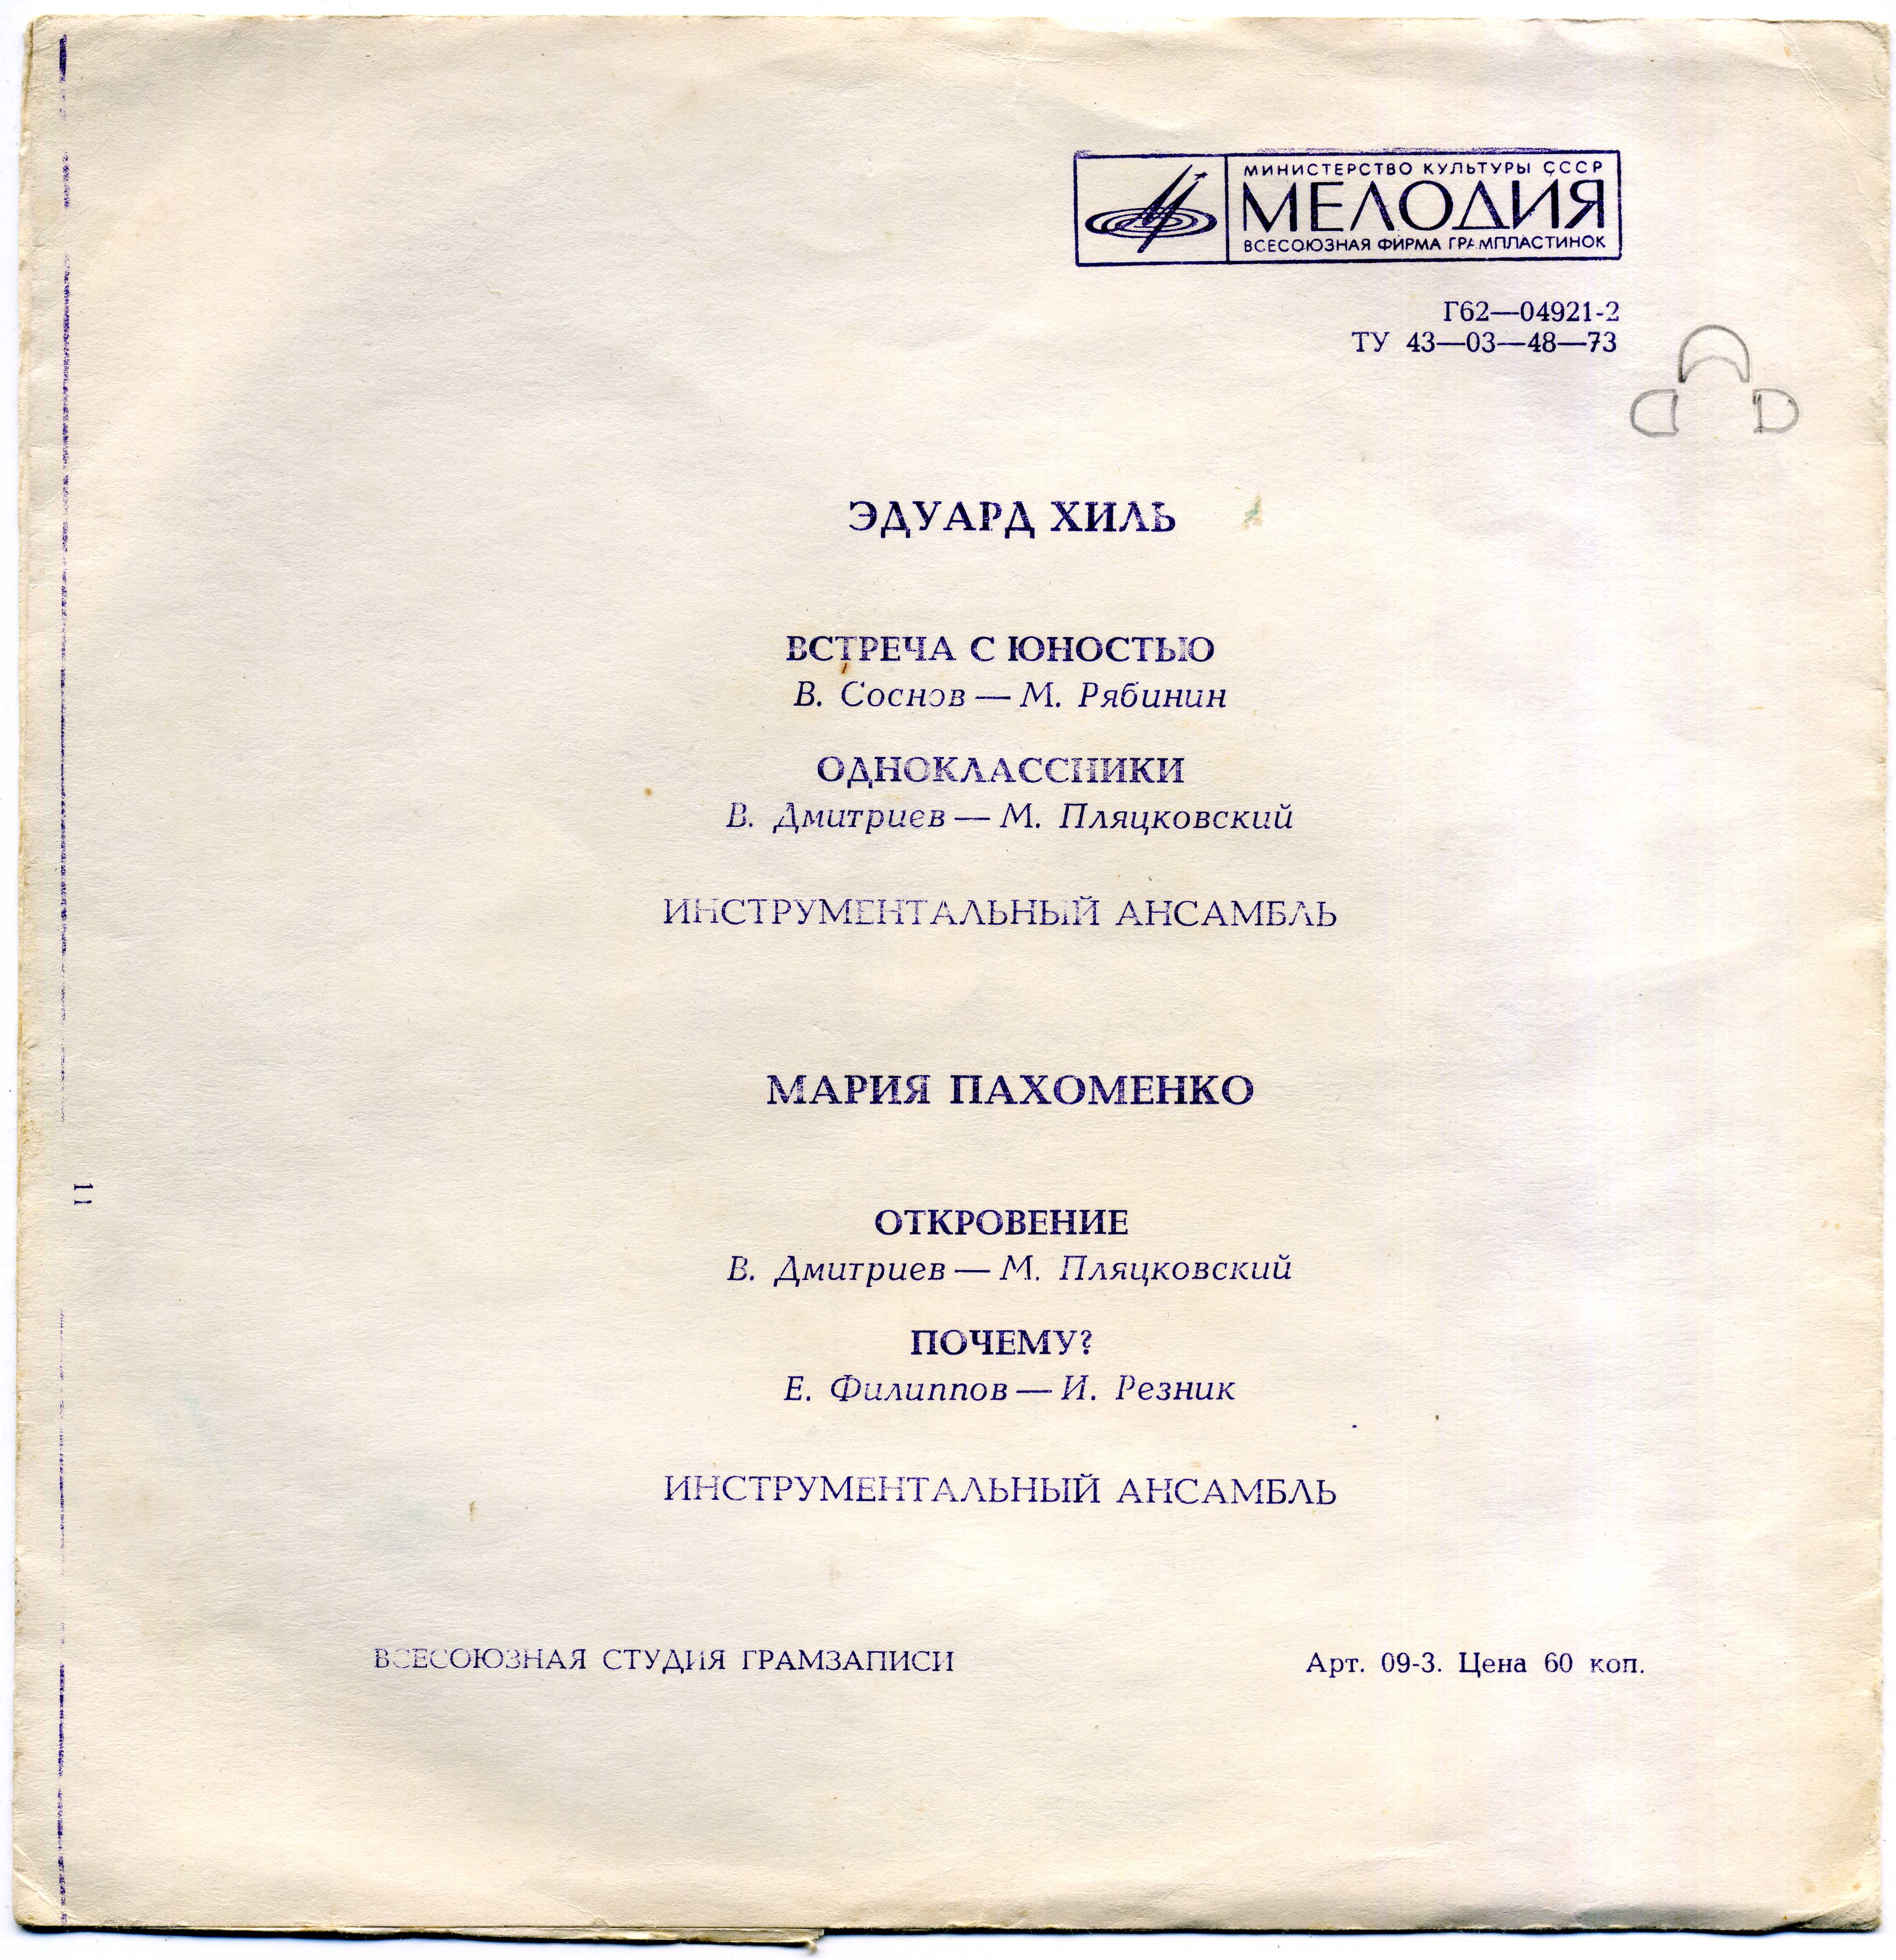 МИНИСТЕРСТВО КУЛЬТУРЫ СССР
МЕЛОДИЯ
ВСЕСОЮЗНАЯ ФИРМА ГРАМПЛАСТИНОК
Г62—04921-2
ТУ 43—03—48—73
ЭДУАРД ХИЛЬ
ВСТРЕЧА С ЮНОСТЬЮ
В. Соснов — М. Рябинин
ОДНОКЛАССНИКИ
В. Дмитриев — М. Пляцковский
ИНСТРУМЕНТАЛЬНЫЙ АНСАМБЛЬ
МАРИЯ ПАХОМЕНКО
11
ОТКРОВЕНИЕ
В. Дмитриев — М. Пляцковский
ПОЧЕМУ?
Е. Филиппов — И. Резник
ИНСТРУМЕНТАЛЬНЫЙ АНСАМБЛЬ
ВСЕСОЮЗНАЯ СТУДИЯ ГРАМЗАПИСИ
Арт. 09-3. Цена 60 коп.